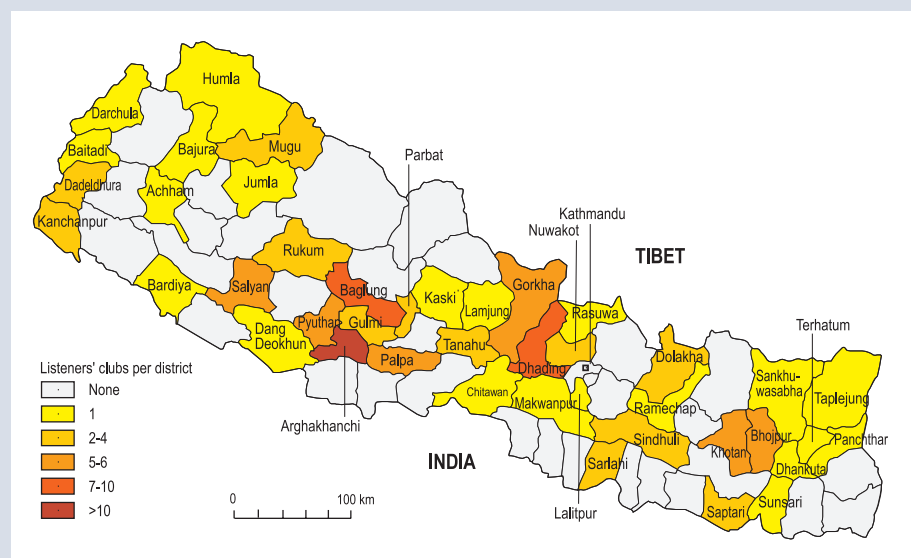 Humla
Darchula
Baitadi
Bajura
Mugu
Parbat
Dadeldhura
Achham
Jumla
Kathmandu
Nuwakot
Kanchanpur
Rukum
TIBET
Bardiya
Salyan
Baglung
Kaski
Lamjung
Gorkha
Rasuwa
Terhatum
Dang
Deokhun
Pyuthan
Gulmi
Tanahu
Dolakha
Palpa
Dhading
Sankhu-
wasabha
Taplejung
Listeners' clubs per district
None
1
2-4
5-6
7-10
>10
Chitawan
Makwanpur
Ramechap
Arghakhanchi
Sindhuli
Khotan
Bhojpur
Panchthar
INDIA
Sarlahi
Dhankuta
0
100 km
Lalitpur
Saptari
Sunsari